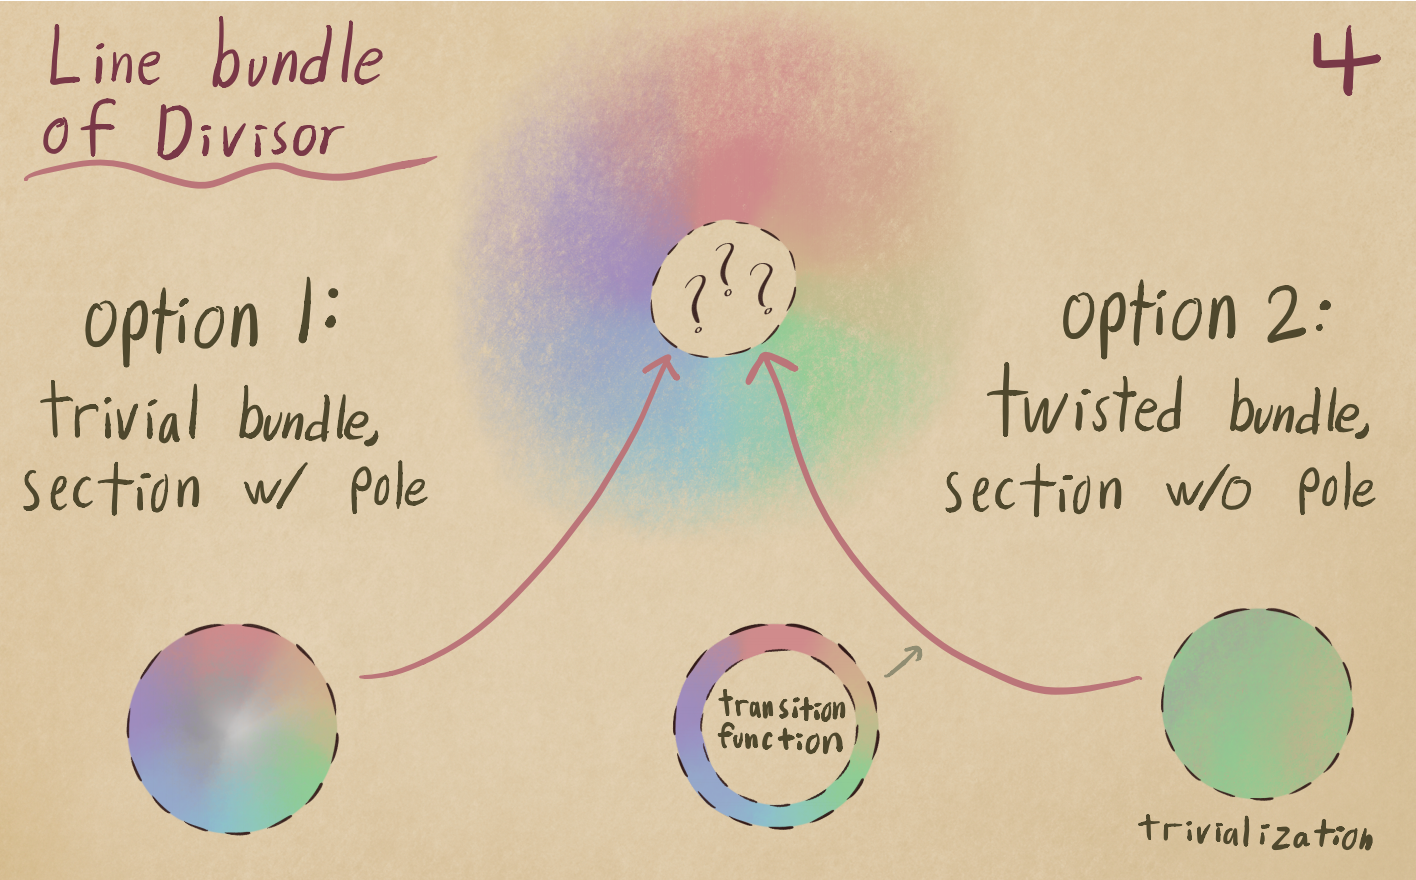 Line bundle
of Divisor
4
? ? ?
option 1:
trivial bundle,
section w/ pole
option 2:
twisted bundle,
section w/o pole
transition
function
trivialization